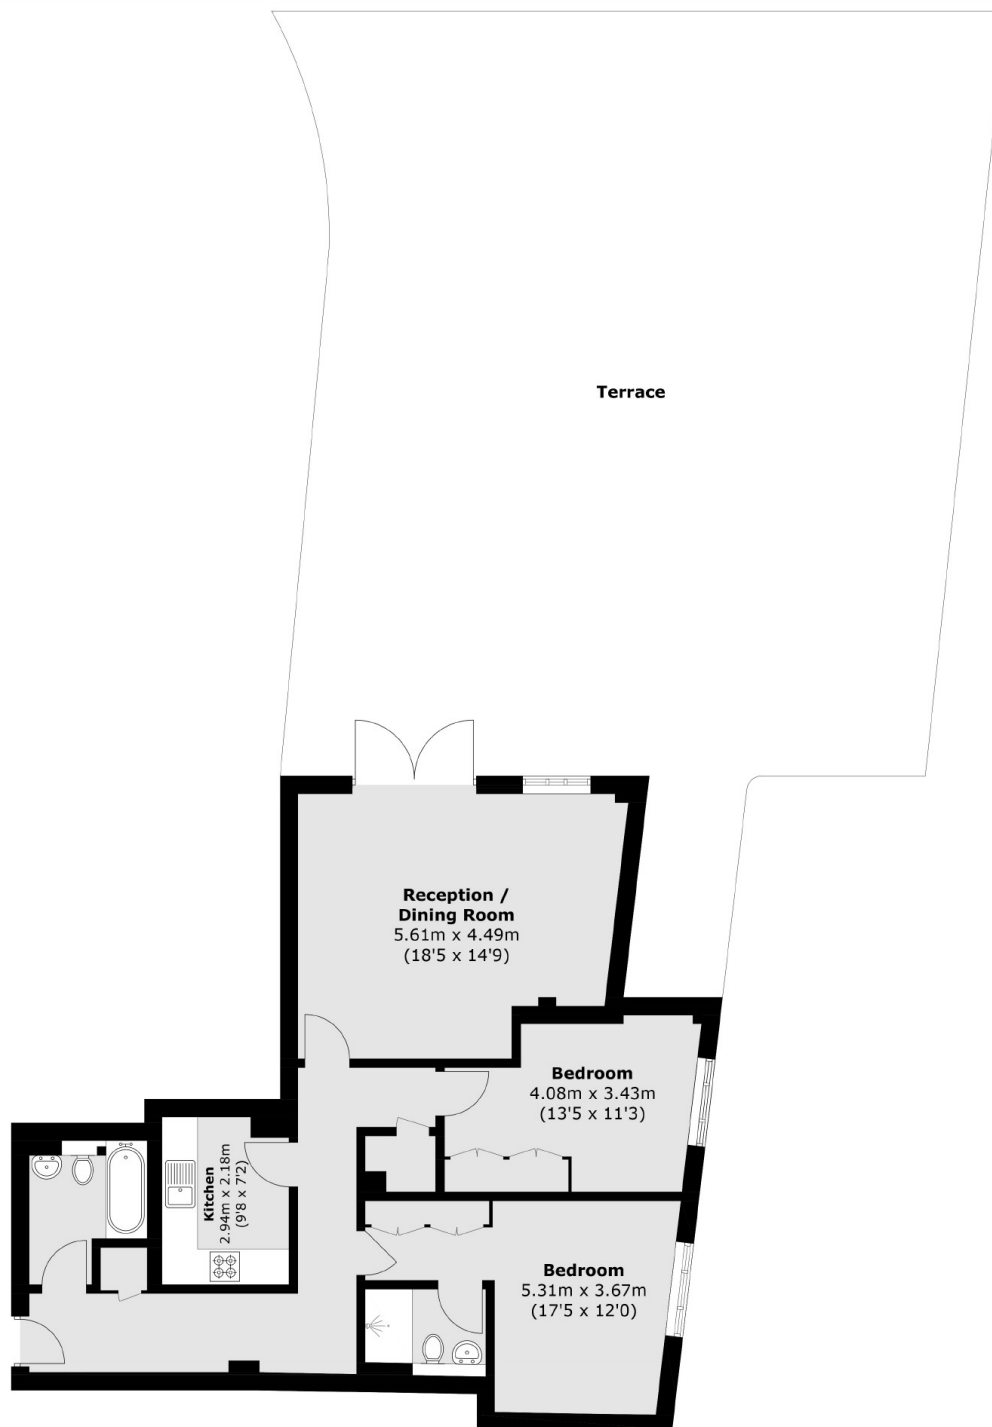 Terrace
Reception /
Dining Room
5.61m x 4.49m
(18'5 x 14'9)
Bedroom
4.08m x 3.43m
(13'5 x 11'3)
Kitchen
2.94m x 2.18m
(9'8 x 7'2)
Bedroom
5.31m x 3.67m
(17'5 x 12'0)